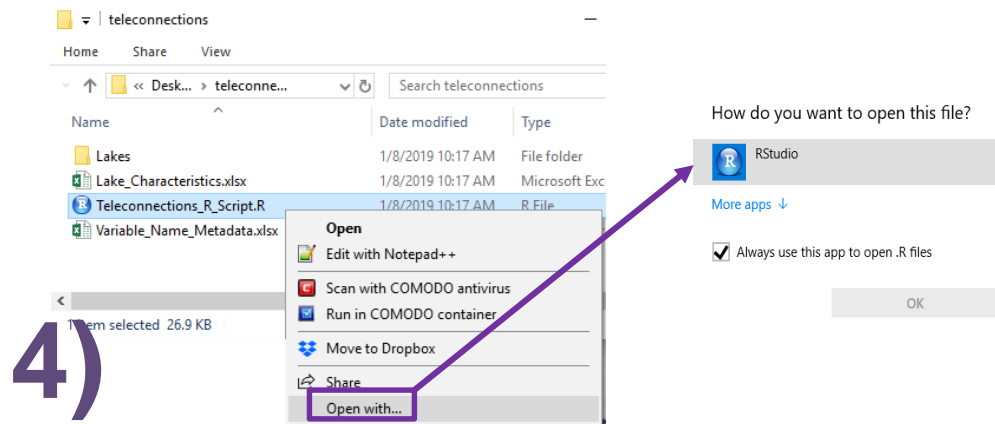 teleconnections
Home Share View
« Desk... › teleconne...
Search teleconnections
Name Date modified Type
Lakes 1/8/2019 10:17 AM File folder
Lake_Characteristics.xlsx 1/8/2019 10:17 AM Microsoft Exc
Teleconnections_R_Script.R 1/8/2019 10:17 AM R File
Variable_Name_Metadata.xlsx
Open
Edit with Notepad++
Scan with COMODO antivirus
Run in COMODO container
Move to Dropbox
Share
Open with...
1 item selected 26.9 KB
4)
How do you want to open this file?
R RStudio
More apps ↓
Always use this app to open .R files
OK